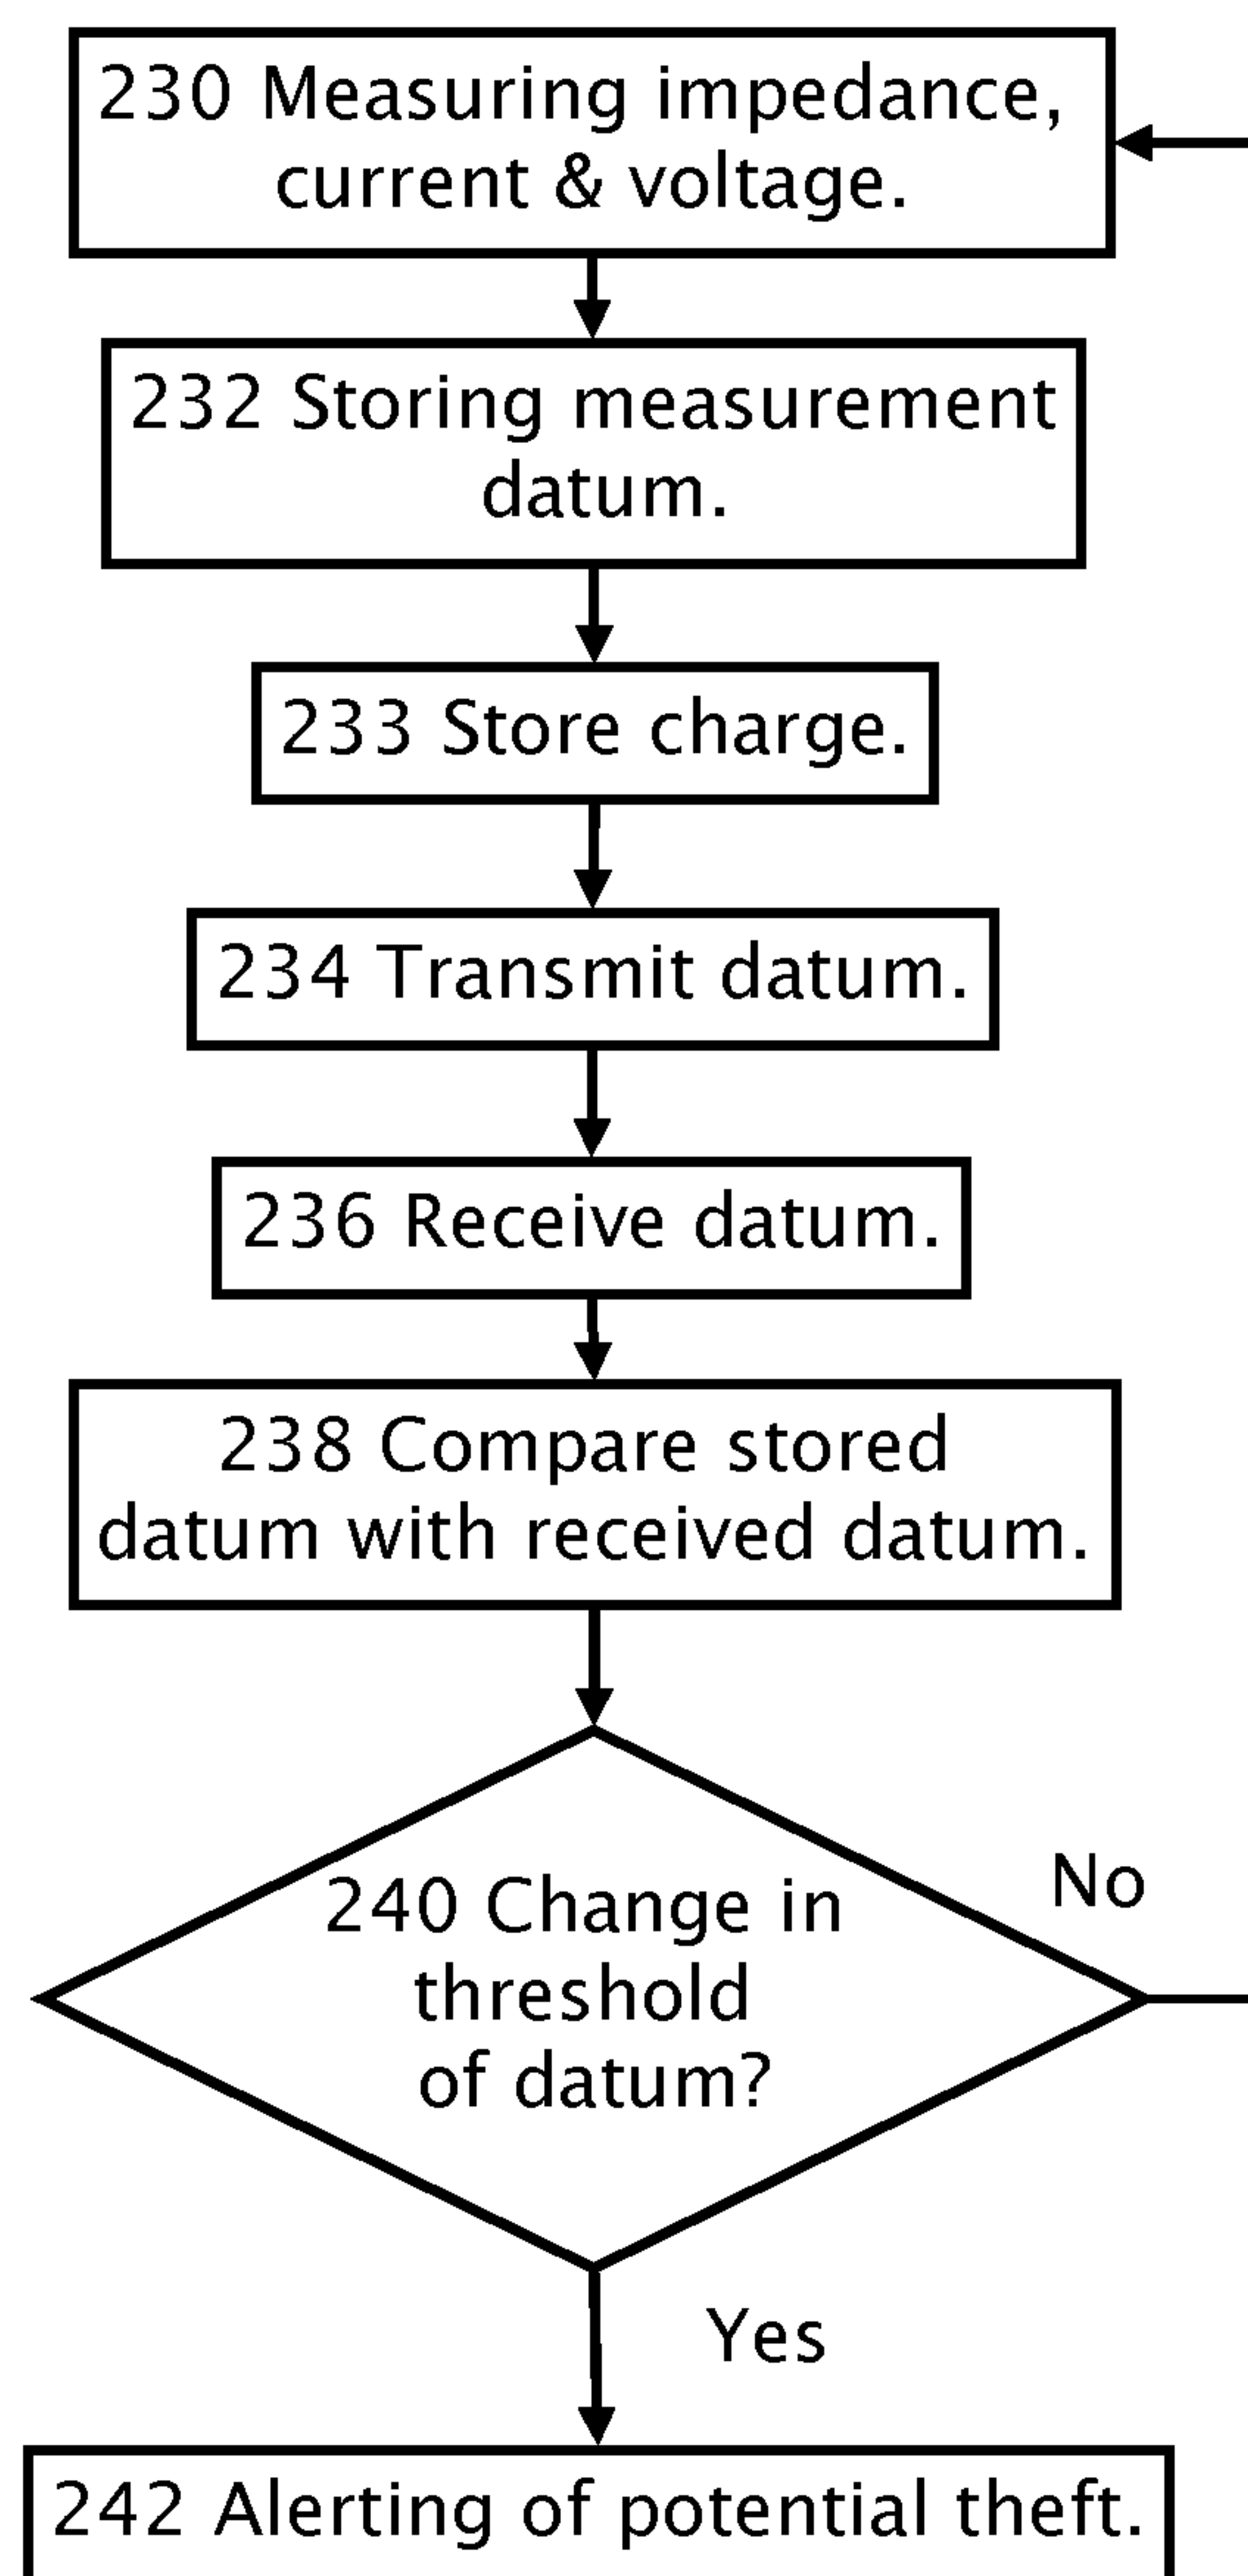 230 Measuring impedance,
current & voltage.
232 Storing measurement
datum.
233 Store charge.
234 Transmit datum.
236 Receive datum.
238 Compare stored
datum with received datum.
240 Change in
threshold
of datum?
No
Yes
242 Alerting of potential theft.